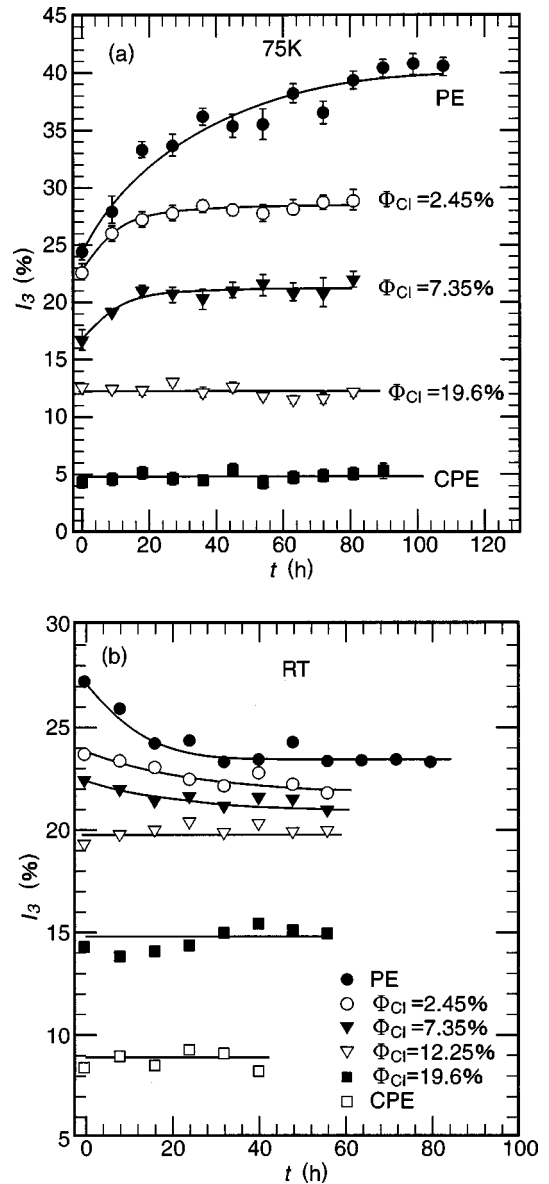 (a)
75K
45
40
35
30
25
20
15
10
5
0
I3 (%)
PE
ΦCl =2.45%
ΦCl =7.35%
ΦCl =19.6%
CPE
0 20 40 60 80 100 120
t (h)
(b)
RT
30
25
20
15
10
5
I3 (%)
PE
ΦCl=2.45%
ΦCl=7.35%
ΦCl=12.25%
ΦCl=19.6%
CPE
0 20 40 60 80 100
t (h)